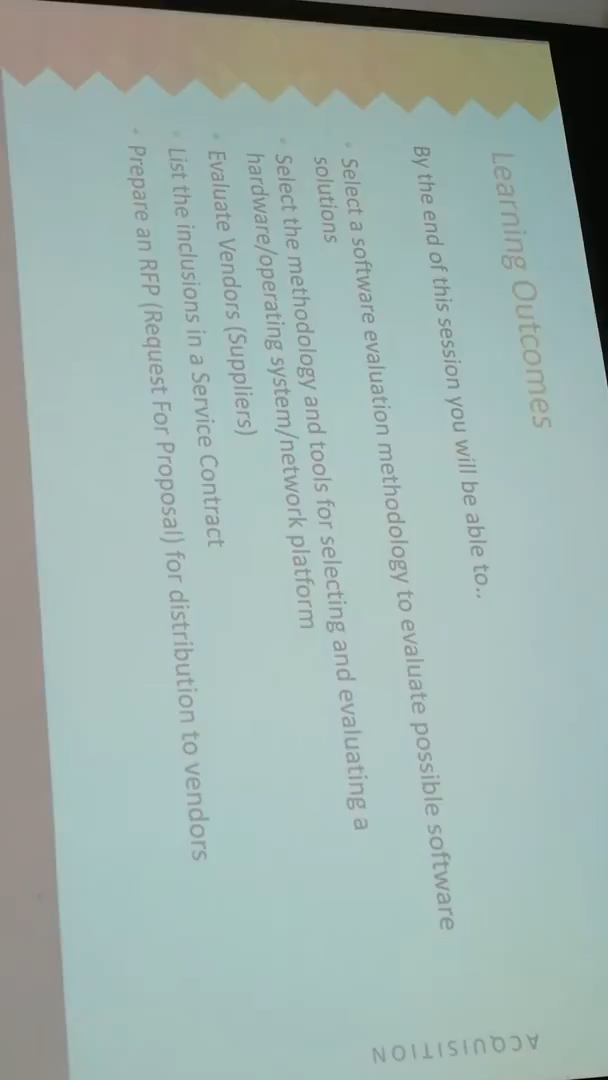 Learning Outcomes
By the end of this session you will be able to..
• Select a software evaluation methodology to evaluate possible software
solutions
• Select the methodology and tools for selecting and evaluating a
hardware/operating system/network platform
• Evaluate Vendors (Suppliers)
• List the inclusions in a Service Contract
• Prepare an RFP (Request For Proposal) for distribution to vendors
ACQUISITION